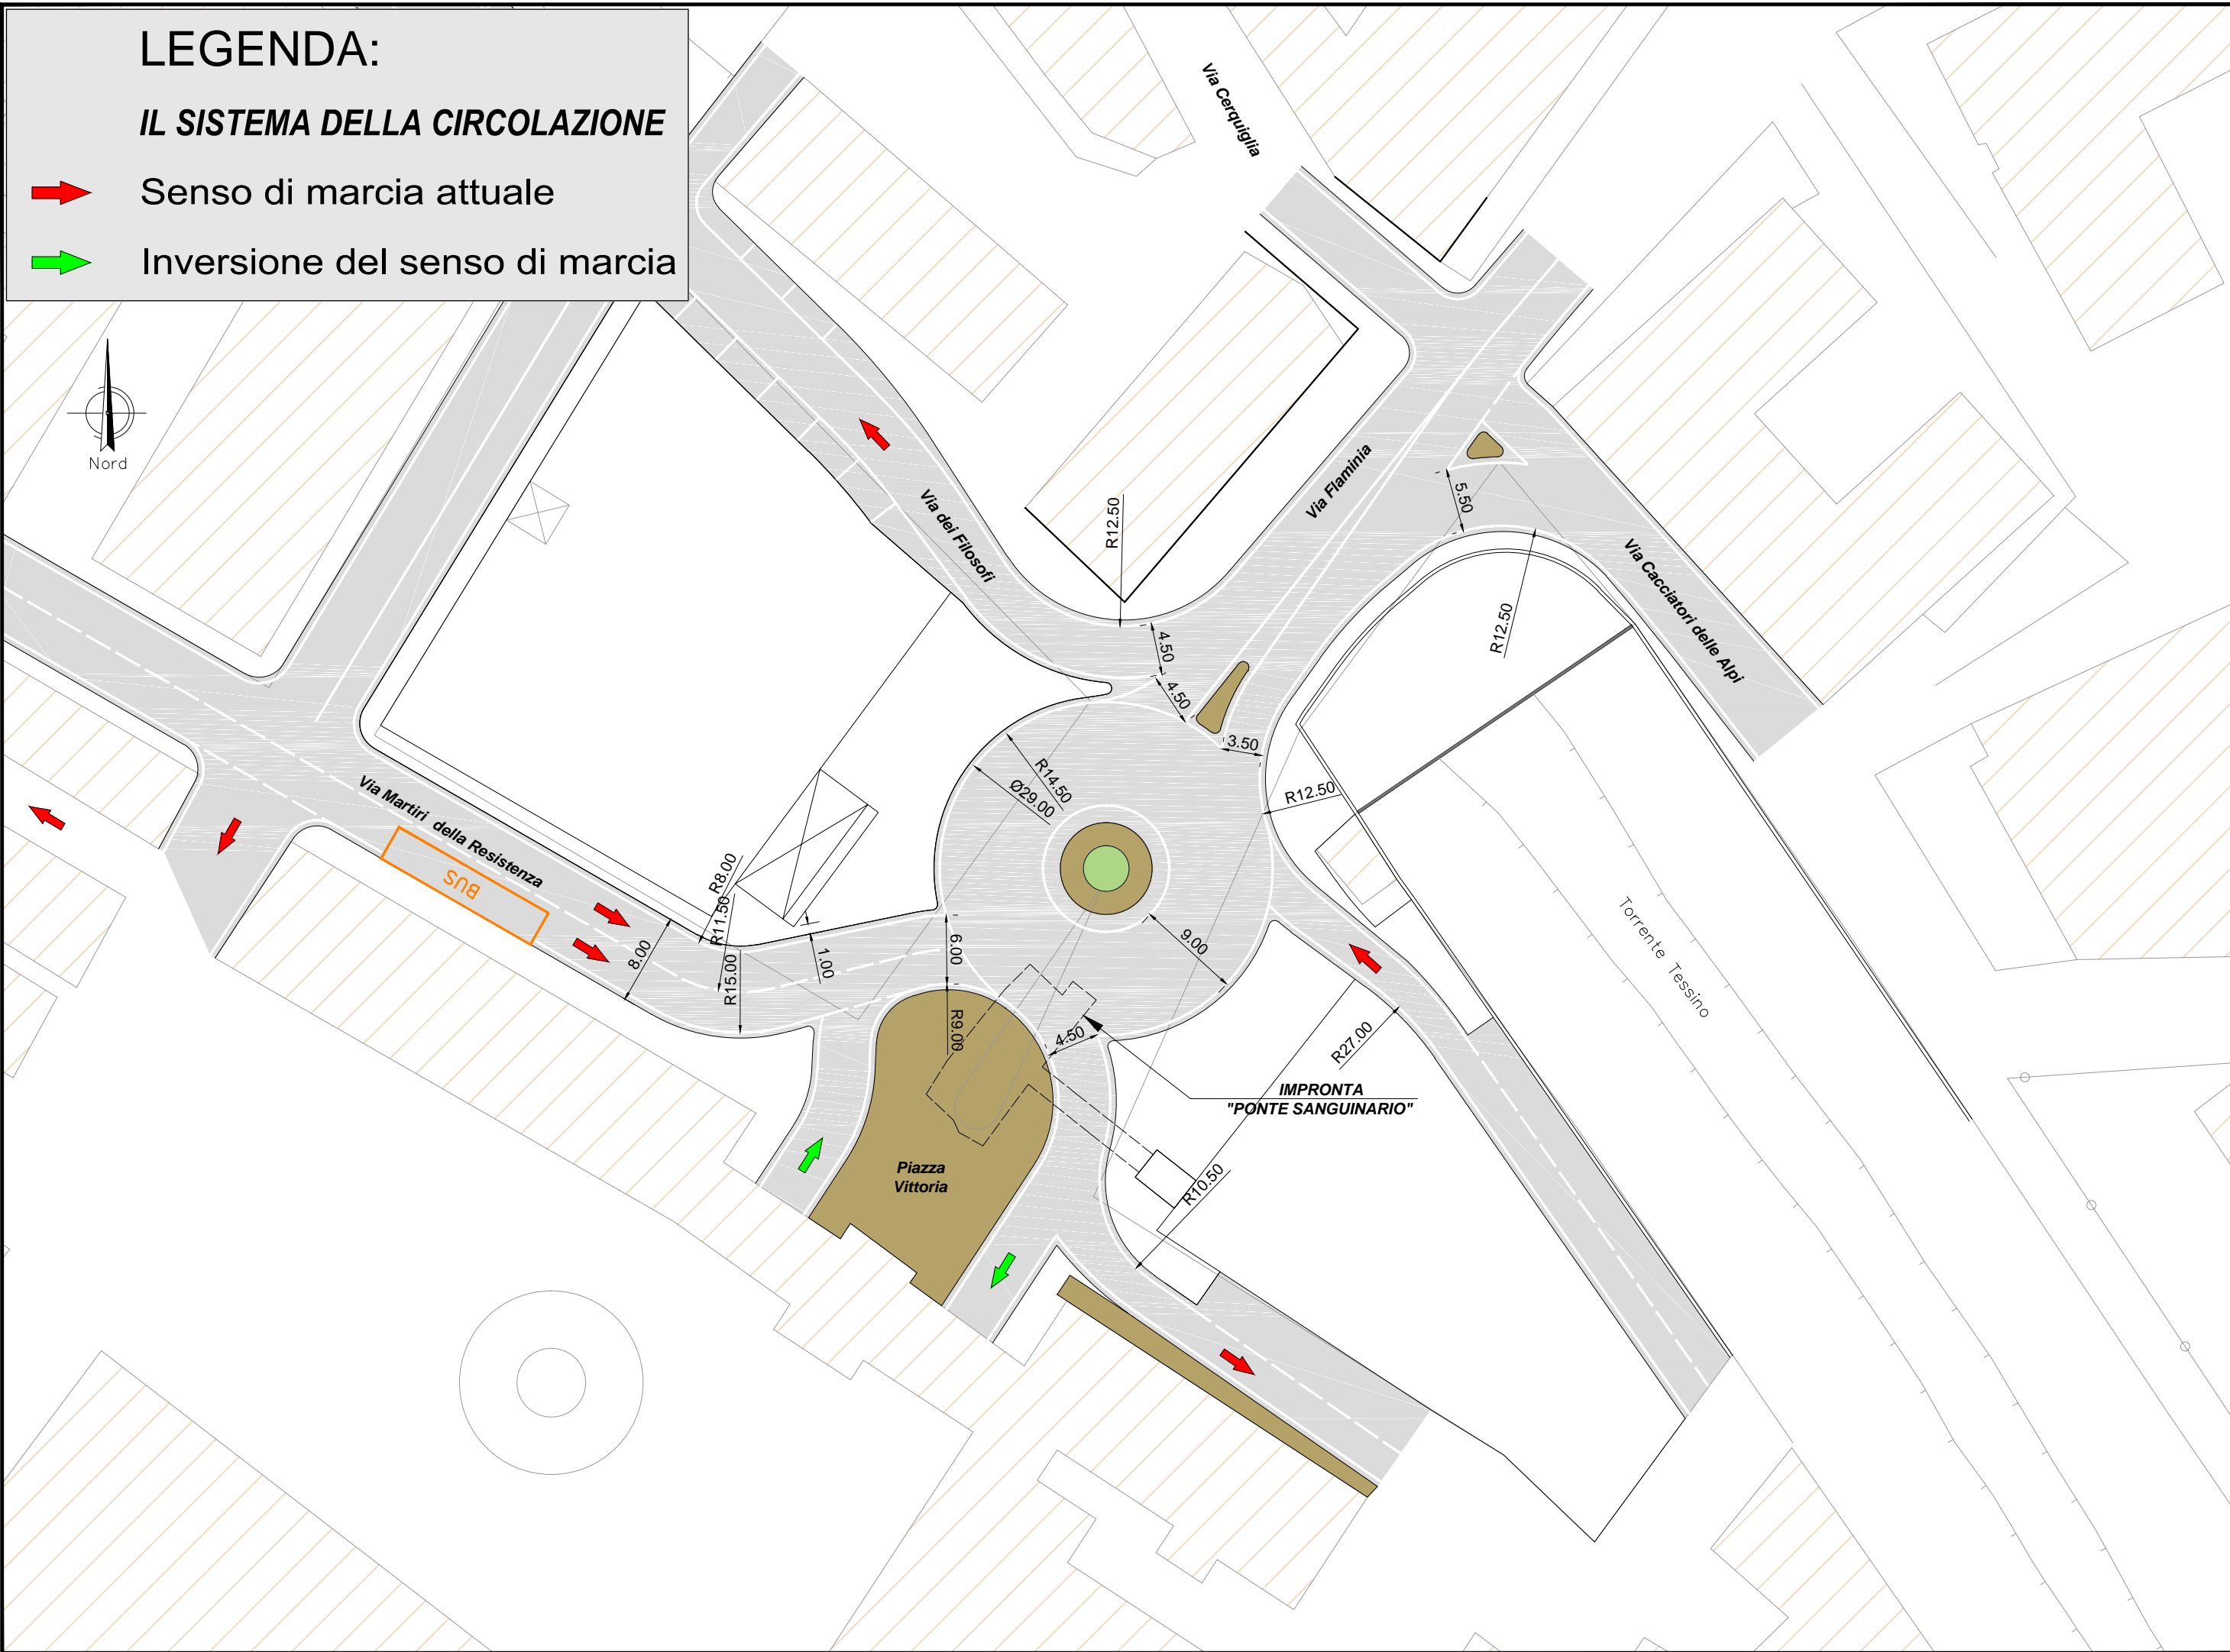 LEGENDA:
IL SISTEMA DELLA CIRCOLAZIONE
Senso di marcia attuale
Inversione del senso di marcia
Nord
Via Cerquiglia
Via Flaminia
Via dei Filosofi
Via Cacciatori delle Alpi
R12.50
5.50
R12.50
4.50
4.50
3.50
R12.50
R14.50
Ø29.00
Via Martiri della Resistenza
BUS
R8.00
R11.50
R15.00
8.00
1.00
6.00
9.00
R9.00
4.50
R27.00
Torrente Tessino
IMPRONTA
"PONTE SANGUINARIO"
Piazza
Vittoria
R10.50